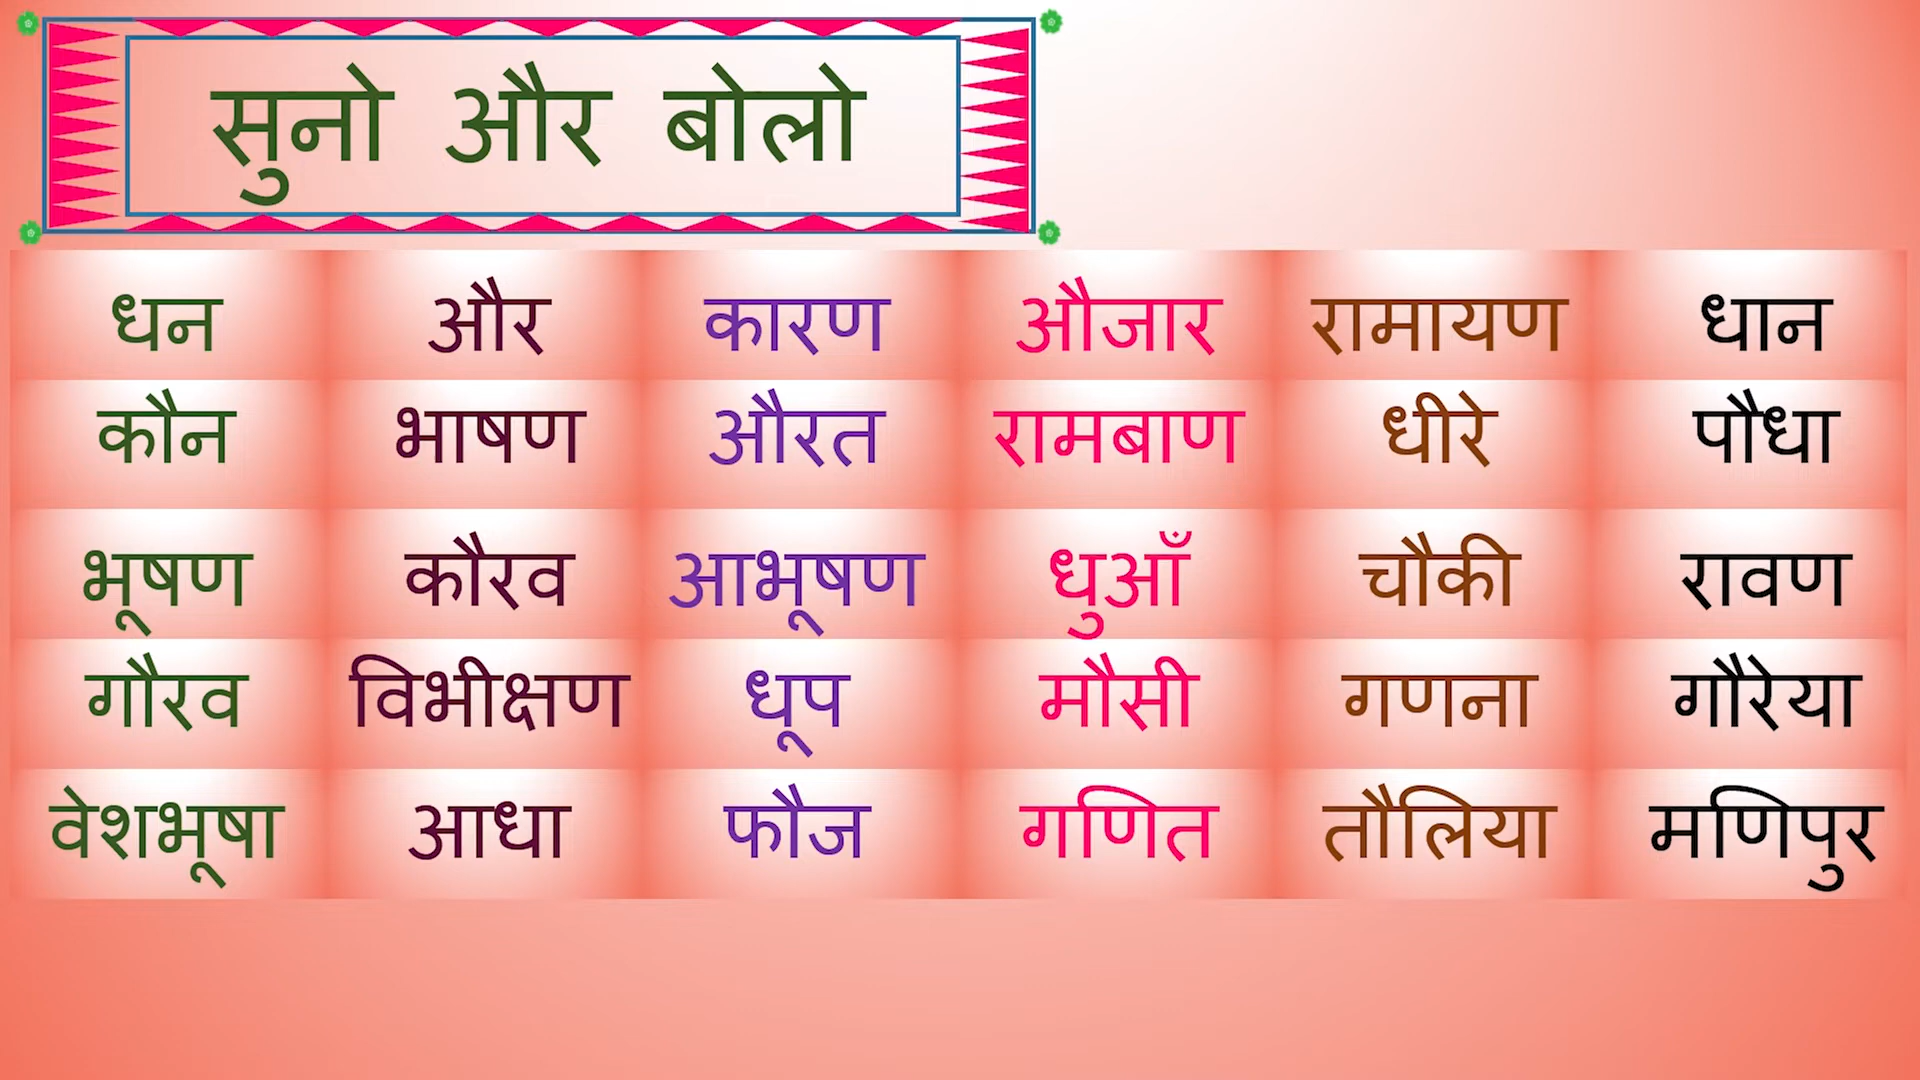 सुनो और बोलो
धन और कारण औजार रामायण धान
कौन भाषण औरत रामबाण धीरे पौधा
भूषण कौरव आभूषण धुआँ चौकी रावण
गौरव विभीक्षण धूप मौसी गणना गौरेया
वेशभूषा आधा फौज गणित तौलिया मणिपुर